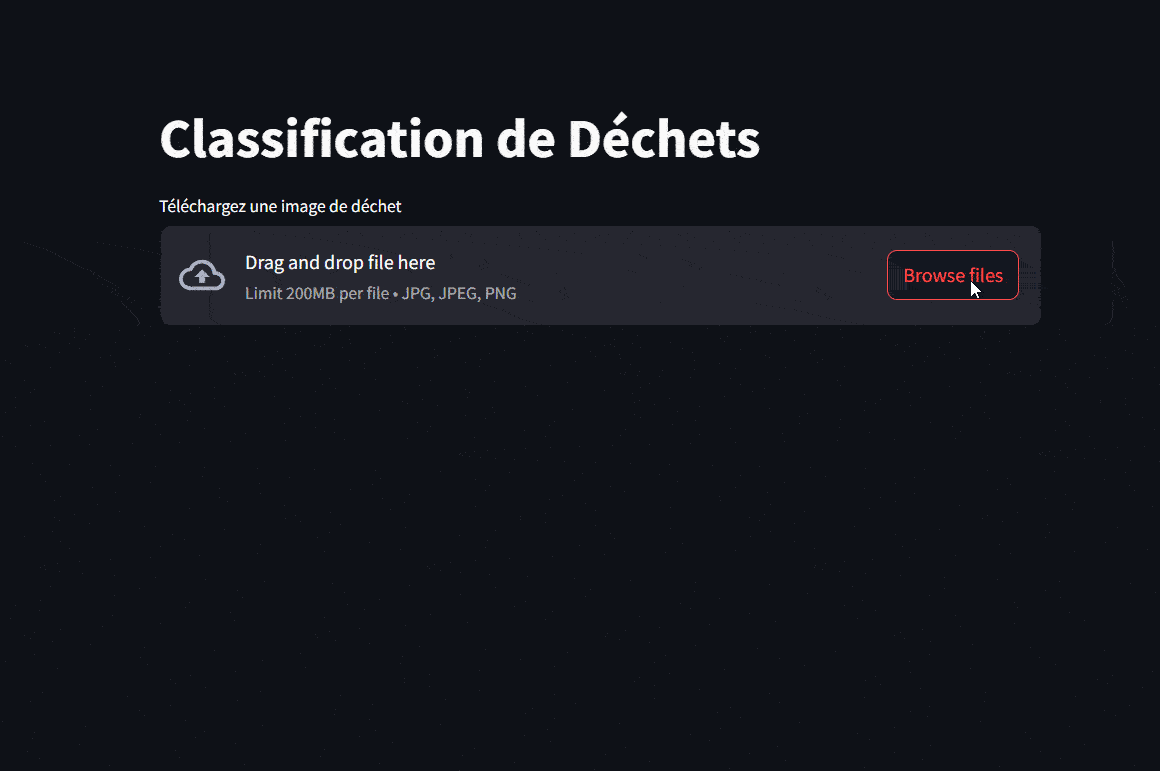 Classification de Déchets
Téléchargez une image de déchet
Drag and drop file here
Limit 200MB per file • JPG, JPEG, PNG
Browse files